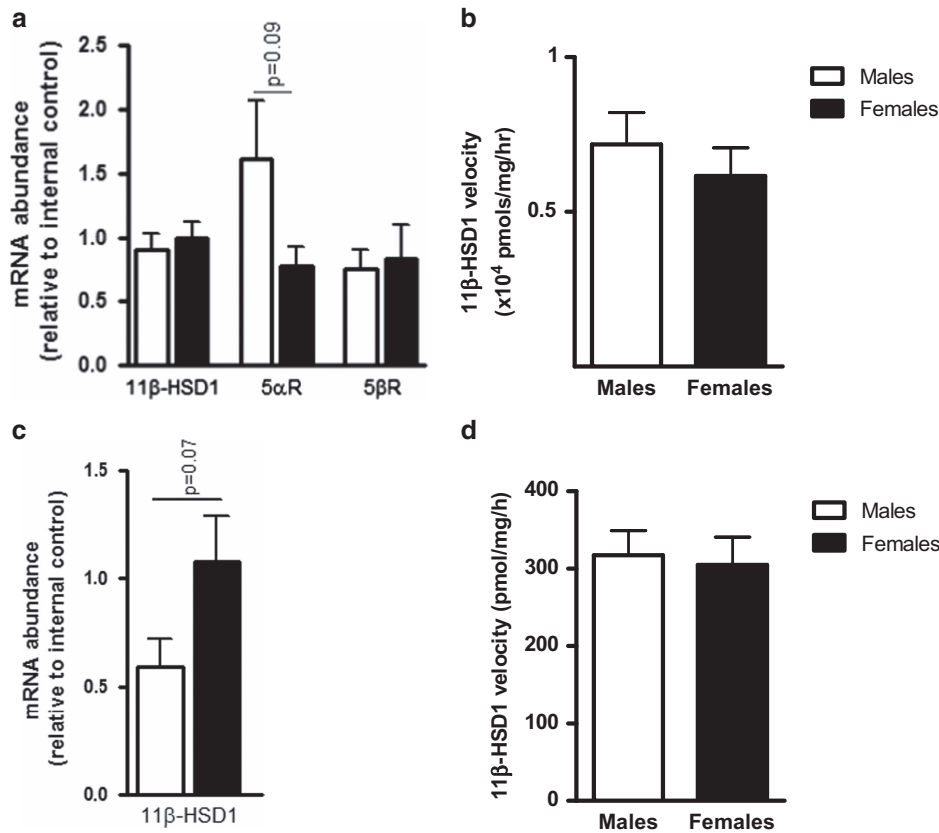 a
mRNA abundance
(relative to internal control)
2.5
2.0
1.5
1.0
0.5
0.0
p=0.09
11β-HSD1 5αR 5βR
b
11β-HSD1 velocity
(x10⁴ pmols/mg/hr)
1
0.5
Males Females
Males
Females
c
mRNA abundance
(relative to internal control)
1.5
1.0
0.5
0.0
p=0.07
11β-HSD1
d
11β-HSD1 velocity (pmol/mg/h)
400
300
200
100
0
Males Females
Males
Females